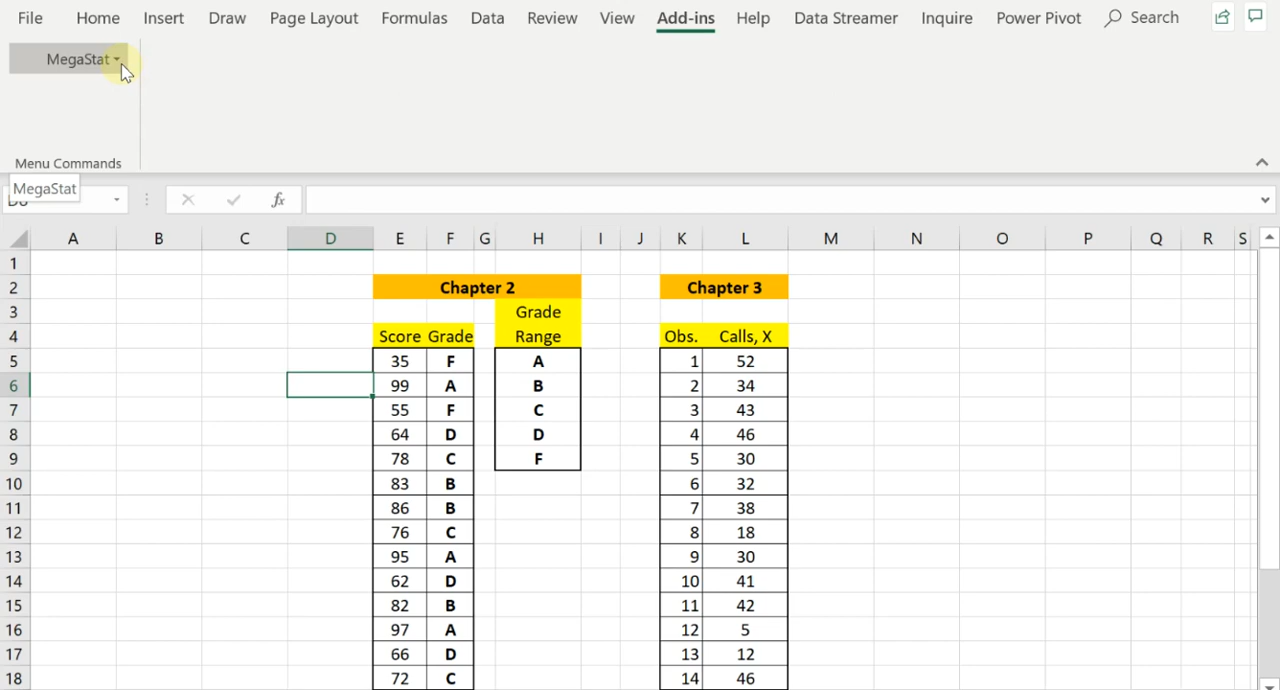 File Home Insert Draw Page Layout Formulas Data Review View Add-ins Help Data Streamer Inquire Power Pivot Search
MegaStat
Menu Commands
MegaStat
fx
A B C D E F G H I J K L M N O P Q R S
1
2 Chapter 2 Chapter 3
3 Grade
4 Score Grade Range Obs. Calls, X
5 35 F A 1 52
6 99 A B 2 34
7 55 F C 3 43
8 64 D D 4 46
9 78 C F 5 30
10 83 B 6 32
11 86 B 7 38
12 76 C 8 18
13 95 A 9 30
14 62 D 10 41
15 82 B 11 42
16 97 A 12 5
17 66 D 13 12
18 72 C 14 46